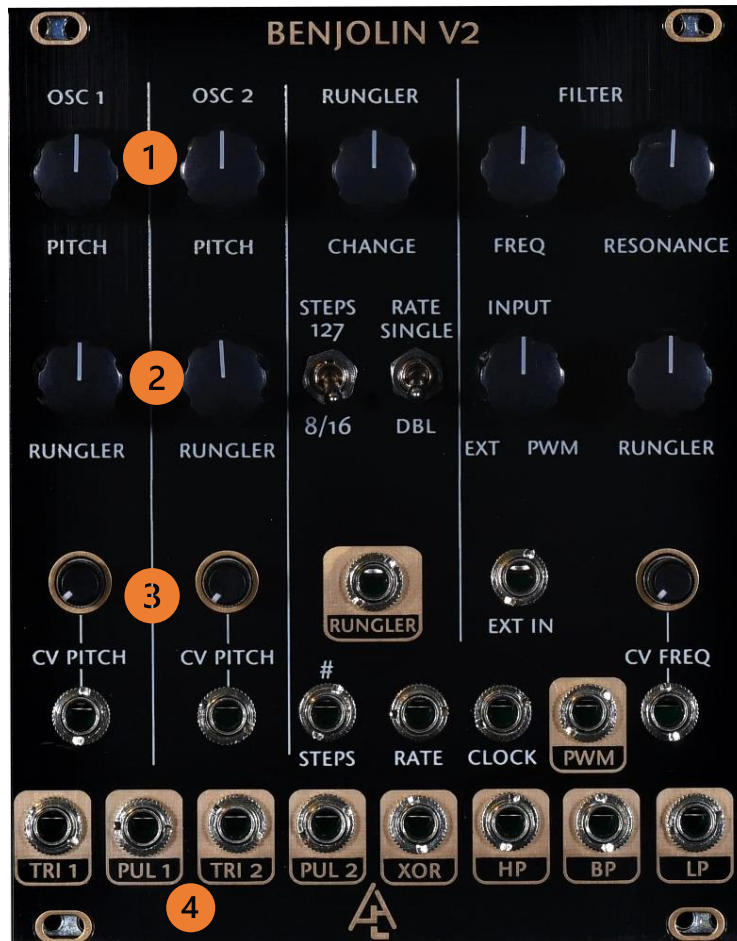 BENJOLIN V2
OSC 1 OSC 2 RUNGLER FILTER
1
PITCH PITCH CHANGE FREQ RESONANCE
STEPS RATE INPUT
127 SINGLE
2
8/16 DBL
RUNGLER RUNGLER EXT PWM RUNGLER
3
RUNGLER EXT IN
CV PITCH CV PITCH CV FREQ
#
STEPS RATE CLOCK PWM
TRI 1 PUL 1 TRI 2 PUL 2 XOR HP BP LP
4